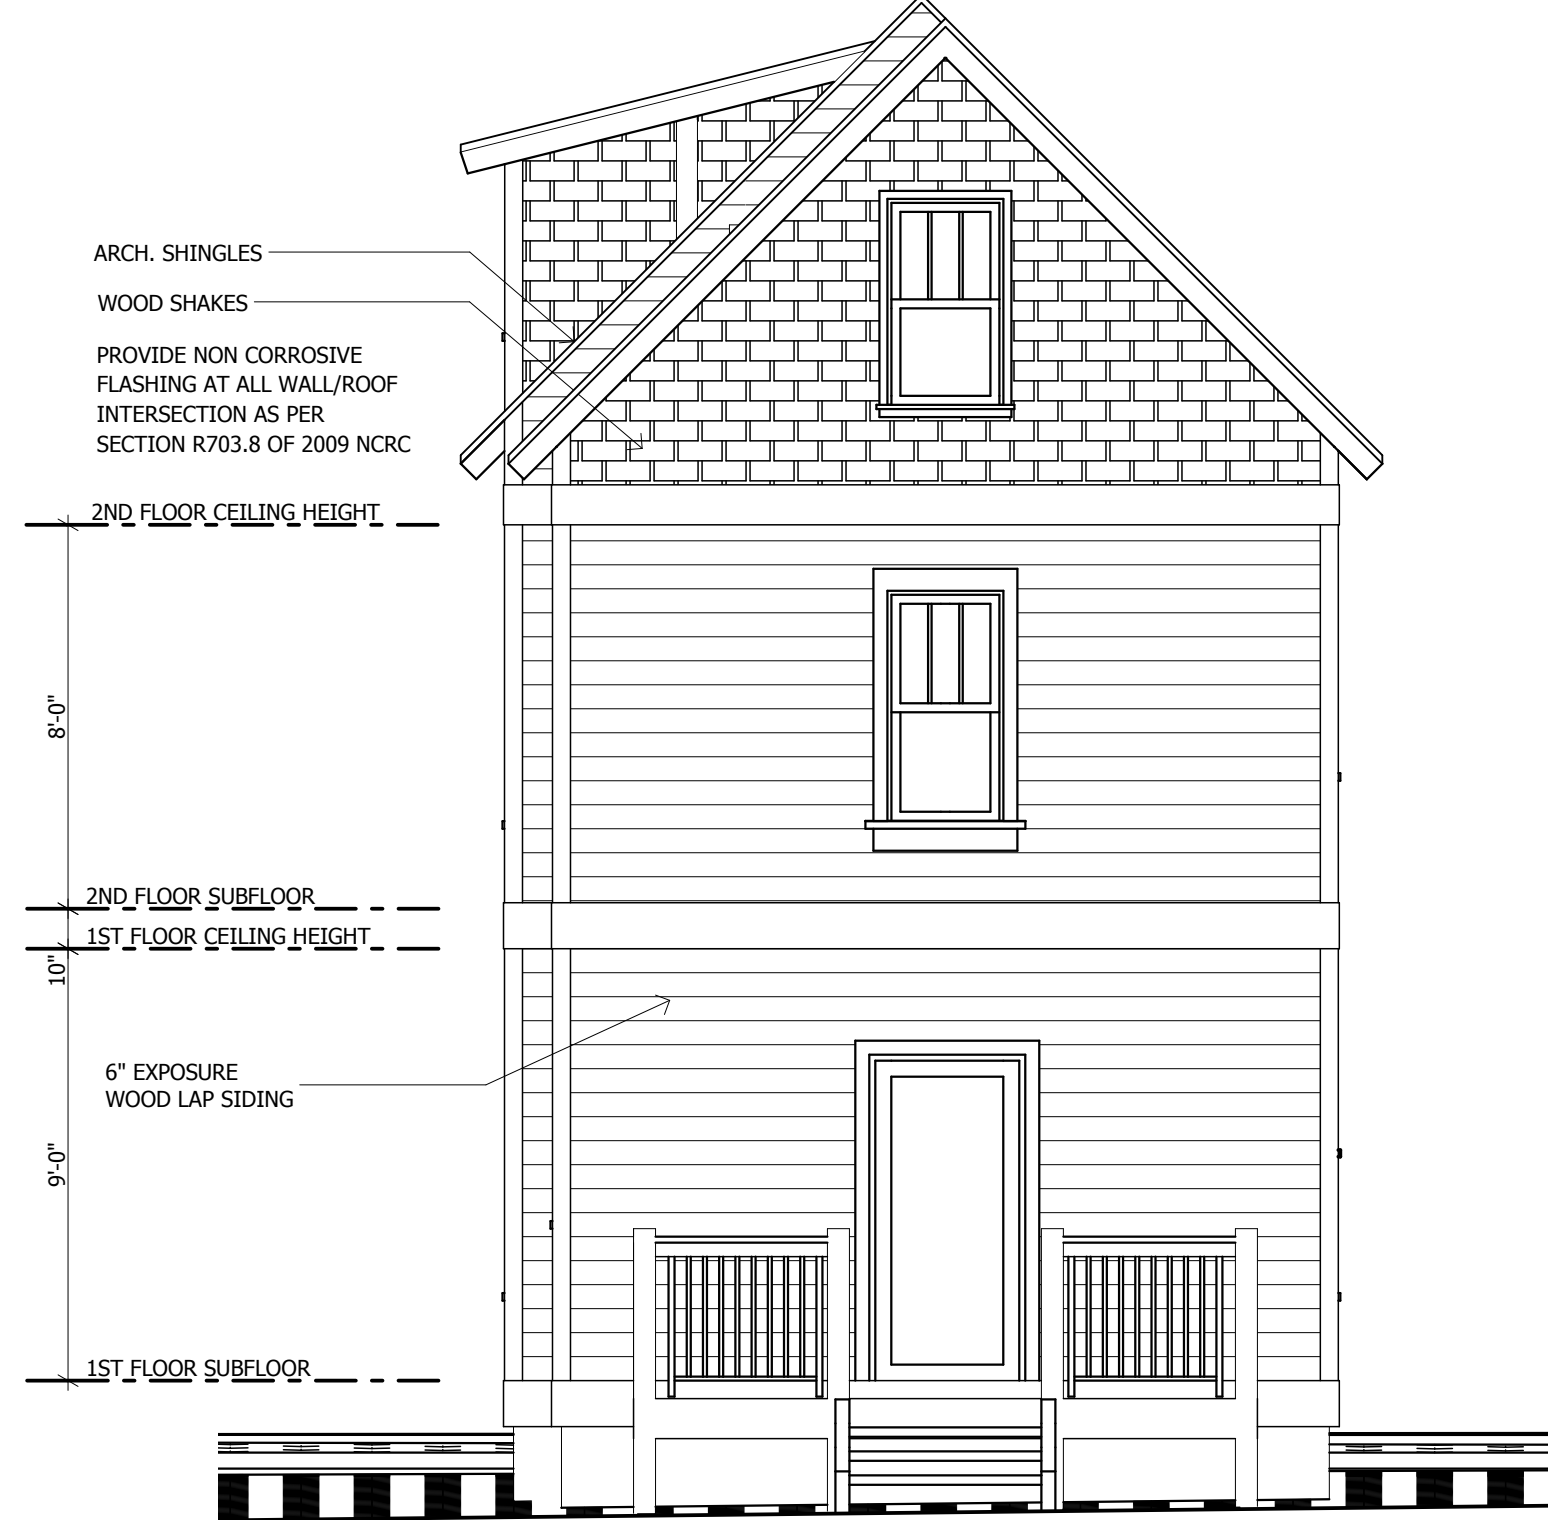 ARCH. SHINGLES
WOOD SHAKES
PROVIDE NON CORROSIVE
FLASHING AT ALL WALL/ROOF
INTERSECTION AS PER
SECTION R703.8 OF 2009 NCRC
2ND FLOOR CEILING HEIGHT
8'-0"
2ND FLOOR SUBFLOOR
1ST FLOOR CEILING HEIGHT
10"
6" EXPOSURE
WOOD LAP SIDING
9'-0"
1ST FLOOR SUBFLOOR